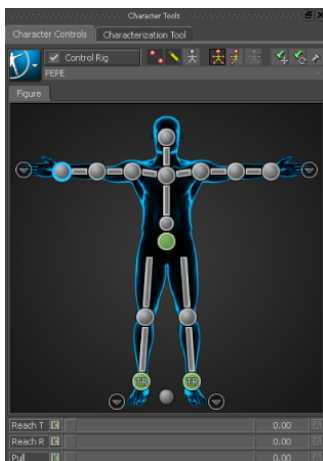 Character Tools
Character Controls Characterization Tool
Control Rig
PEPE
Figure
TR TR
Reach T K 0.00 A
Reach R K 0.00 A
Pull K 0.00 A